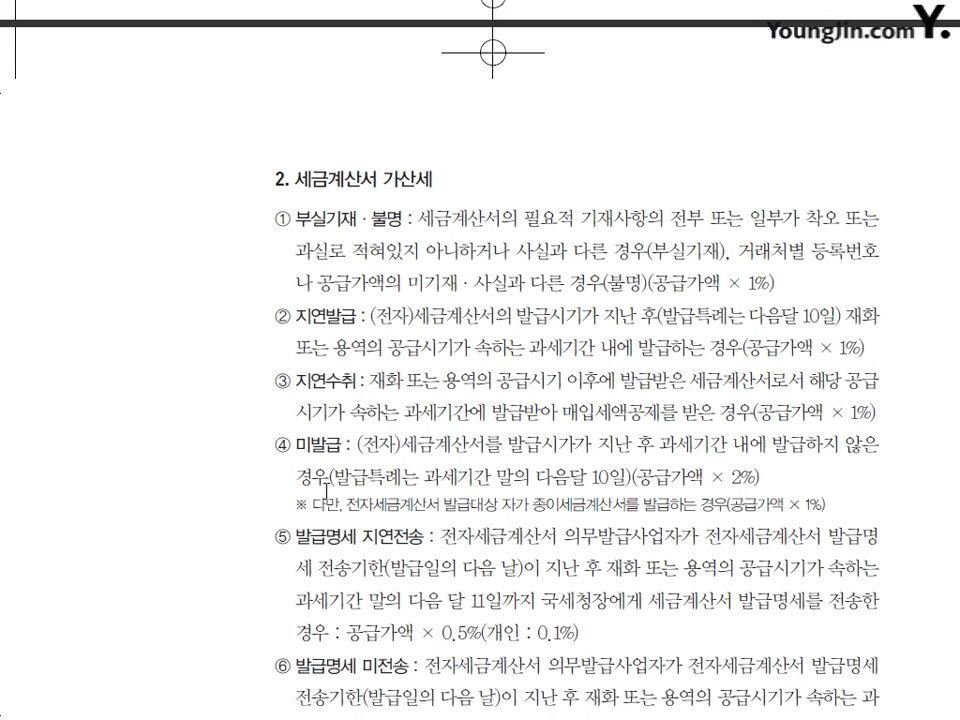 YoungJin.com Y.
2. 세금계산서 가산세
① 부실기재 · 불명 : 세금계산서의 필요적 기재사항의 전부 또는 일부가 착오 또는
과실로 적혀있지 아니하거나 사실과 다른 경우(부실기재), 거래처별 등록번호
나 공급가액의 미기재 · 사실과 다른 경우(불명)(공급가액 × 1%)
② 지연발급 : (전자)세금계산서의 발급시기가 지난 후(발급특례는 다음달 10일) 재화
또는 용역의 공급시기가 속하는 과세기간 내에 발급하는 경우(공급가액 × 1%)
③ 지연수취 : 재화 또는 용역의 공급시기 이후에 발급받은 세금계산서로서 해당 공급
시기가 속하는 과세기간에 발급받아 매입세액공제를 받은 경우(공급가액 × 1%)
④ 미발급 : (전자)세금계산서를 발급시가가 지난 후 과세기간 내에 발급하지 않은
경우(발급특례는 과세기간 말의 다음달 10일)(공급가액 × 2%)
※ 다만, 전자세금계산서 발급대상 자가 종이세금계산서를 발급하는 경우(공급가액 × 1%)
⑤ 발급명세 지연전송 : 전자세금계산서 의무발급사업자가 전자세금계산서 발급명
세 전송기한(발급일의 다음 날)이 지난 후 재화 또는 용역의 공급시기가 속하는
과세기간 말의 다음 달 11일까지 국세청장에게 세금계산서 발급명세를 전송한
경우 : 공급가액 × 0.5%(개인 : 0.1%)
⑥ 발급명세 미전송 : 전자세금계산서 의무발급사업자가 전자세금계산서 발급명세
전송기한(발급일의 다음 날)이 지난 후 재화 또는 용역의 공급시기가 속하는 과